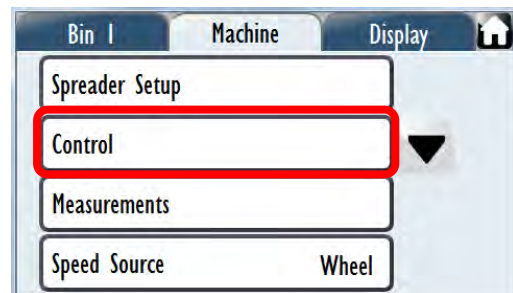 Bin 1 Machine Display
Spreader Setup
Control
Measurements
Speed Source Wheel